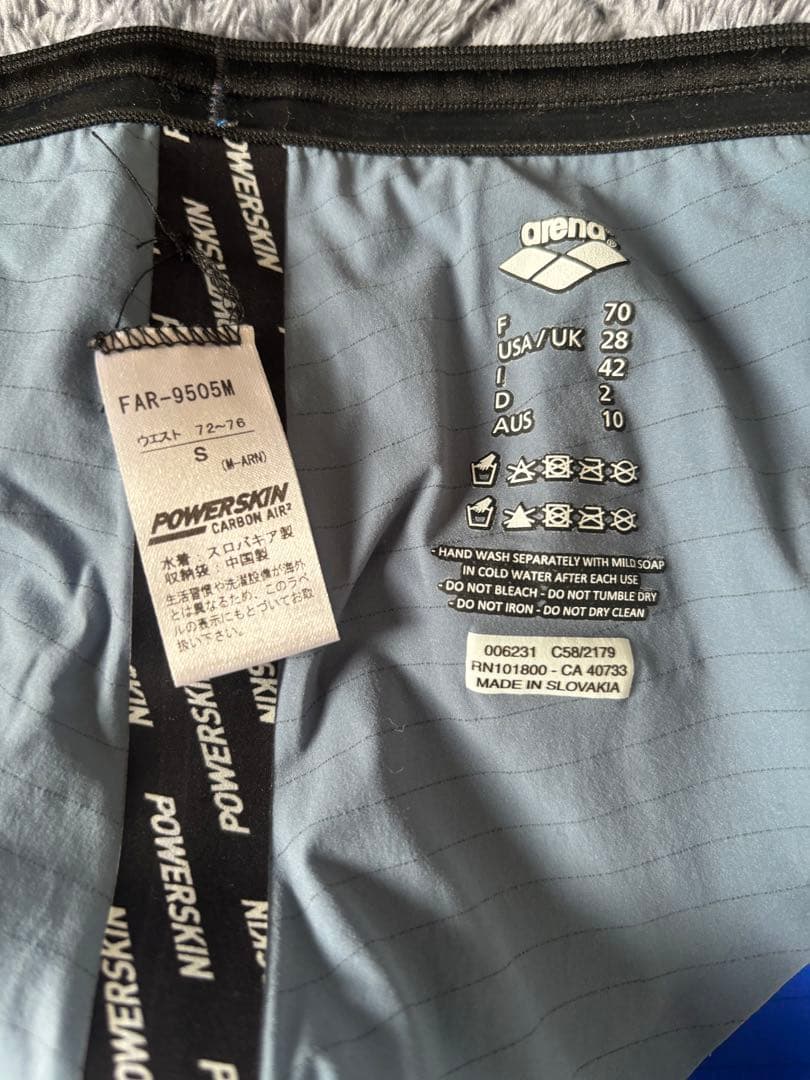 FAR-9505M
ウエスト 72~76
S (M-ARN)
POWERSKIN
CARBON AIR²
水着：スロバキア製
収納袋：中国製
生活習慣や洗濯設備が海外
とは異なるため、このラベ
ルの表示にもとづいてお取
扱い下さい。
arena®
F 70
USA/UK 28
I 42
D 2
AUS 10
- HAND WASH SEPARATELY WITH MILD SOAP
IN COLD WATER AFTER EACH USE
- DO NOT BLEACH - DO NOT TUMBLE DRY
- DO NOT IRON - DO NOT DRY CLEAN
006231 C58/2179
RN101800 - CA 40733
MADE IN SLOVAKIA
POWERSKIN
POWERSKIN
POWERSKIN
POWERSKIN
POWERSKIN
POWERSKIN